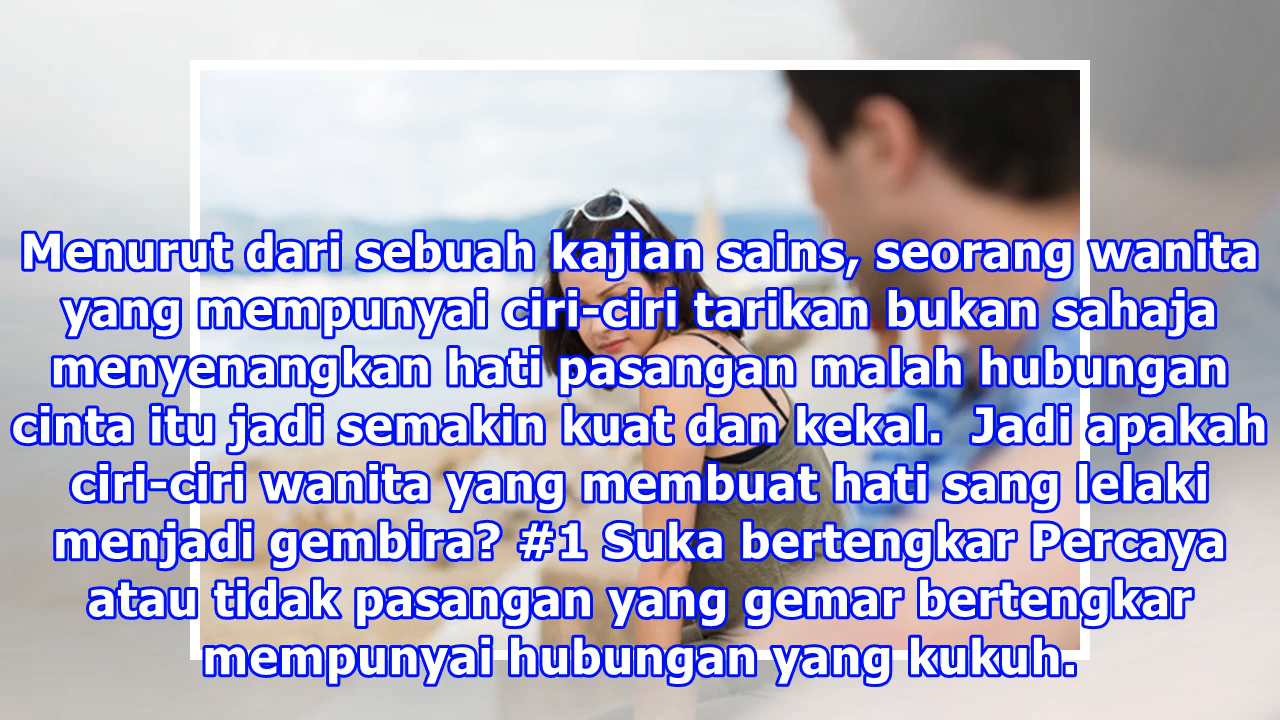 Menurut dari sebuah kajian sains, seorang wanita
yang mempunyai ciri-ciri tarikan bukan sahaja
menyenangkan hati pasangan malah hubungan
cinta itu jadi semakin kuat dan kekal.  Jadi apakah
ciri-ciri wanita yang membuat hati sang lelaki
menjadi gembira? #1 Suka bertengkar Percaya
atau tidak pasangan yang gemar bertengkar
mempunyai hubungan yang kukuh.